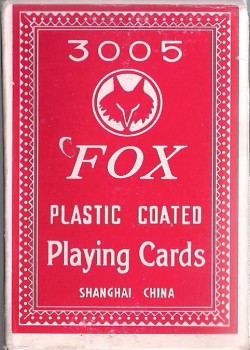 3005
FOX
PLASTIC COATED
Playing Cards
SHANGHAI CHINA